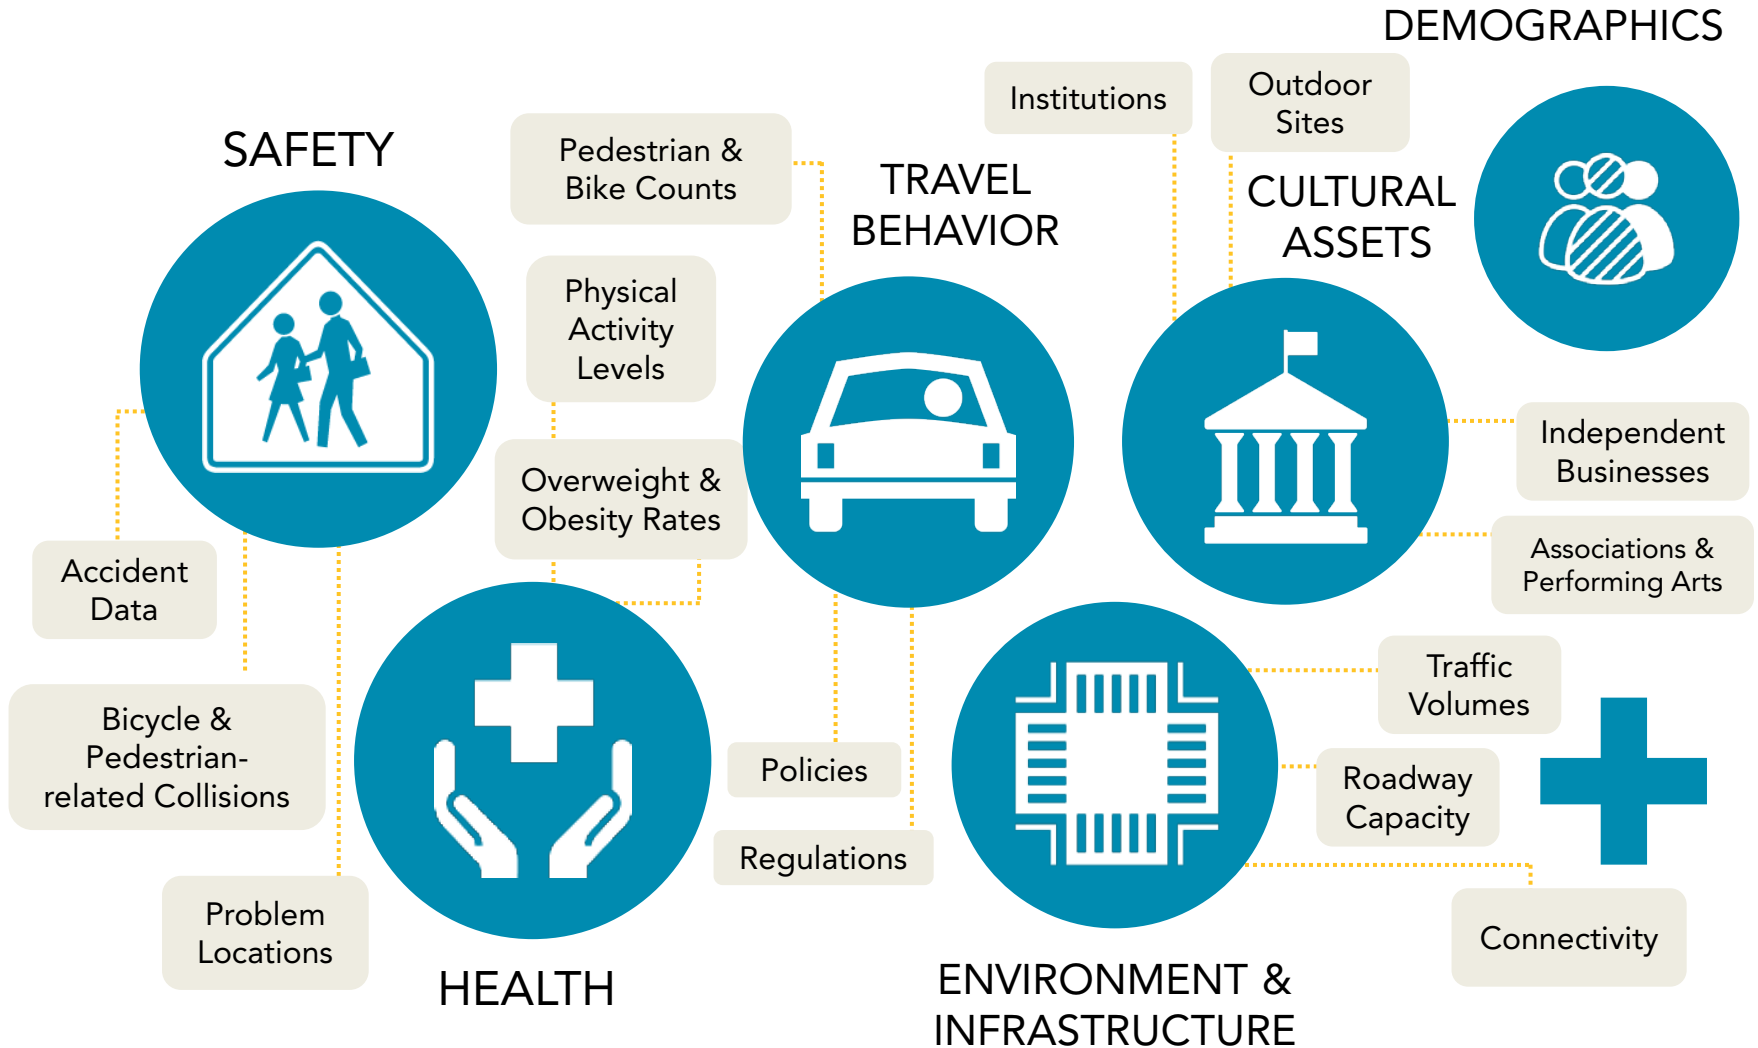 DEMOGRAPHICS
Institutions
Outdoor
Sites
SAFETY
Pedestrian &
Bike Counts
TRAVEL
BEHAVIOR
CULTURAL
ASSETS
Physical
Activity
Levels
Overweight &
Obesity Rates
Independent
Businesses
Accident
Data
Associations &
Performing Arts
Bicycle &
Pedestrian-
related Collisions
Traffic
Volumes
Policies
Roadway
Capacity
Regulations
Problem
Locations
Connectivity
HEALTH
ENVIRONMENT &
INFRASTRUCTURE